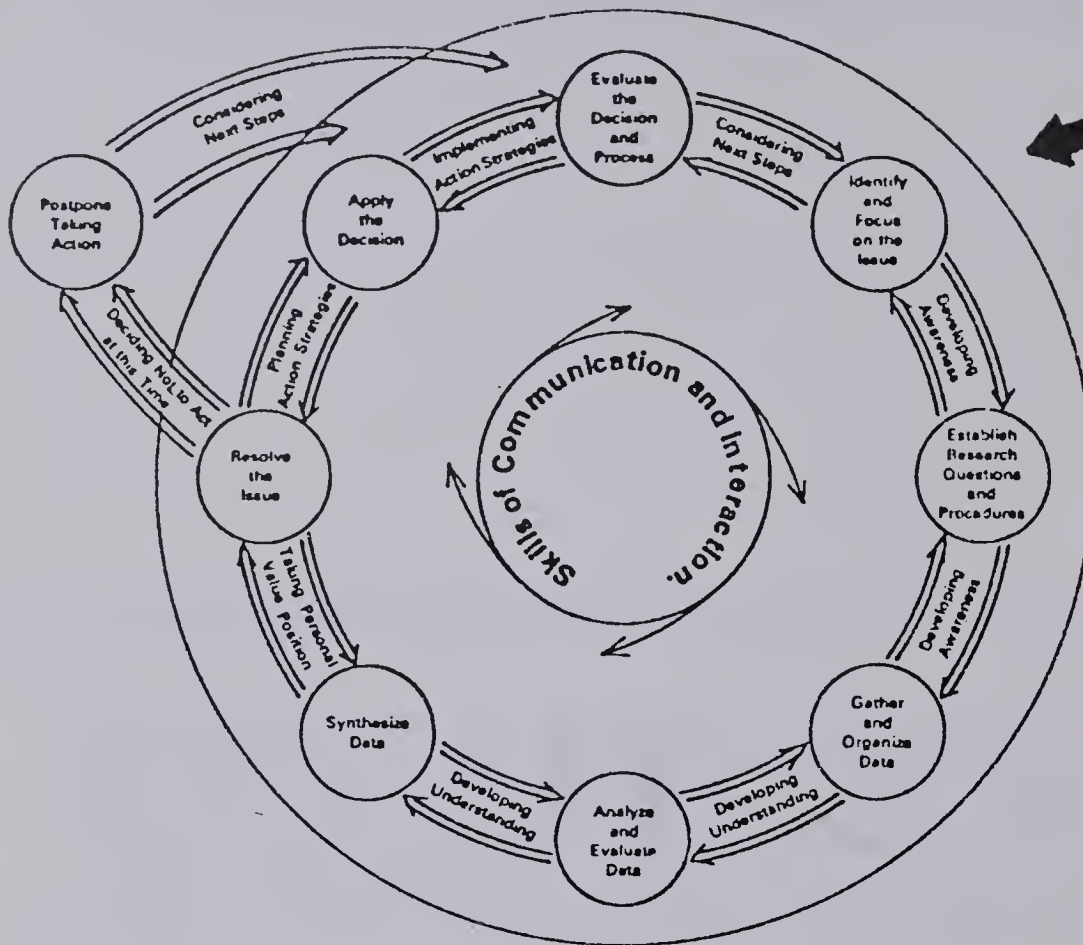 Evaluate
the
Decision
and
Process
Considering
Next Steps
Identify
and
Focus
on the
Issue
Developing
Awareness
Establish
Research
Questions
and
Procedures
Developing
Awareness
Gather
and
Organize
Data
Developing
Understanding
Analyze
and
Evaluate
Data
Developing
Understanding
Synthesize
Data
Taking Personal
Value Position
Resolve
the
Issue
Planning
Action Strategies
Apply
the
Decision
Implementing
Action Strategies
Deciding Not to Act
at this Time
Postpone
Taking
Action
Considering
Next Steps
Skills of Communication and Interaction.